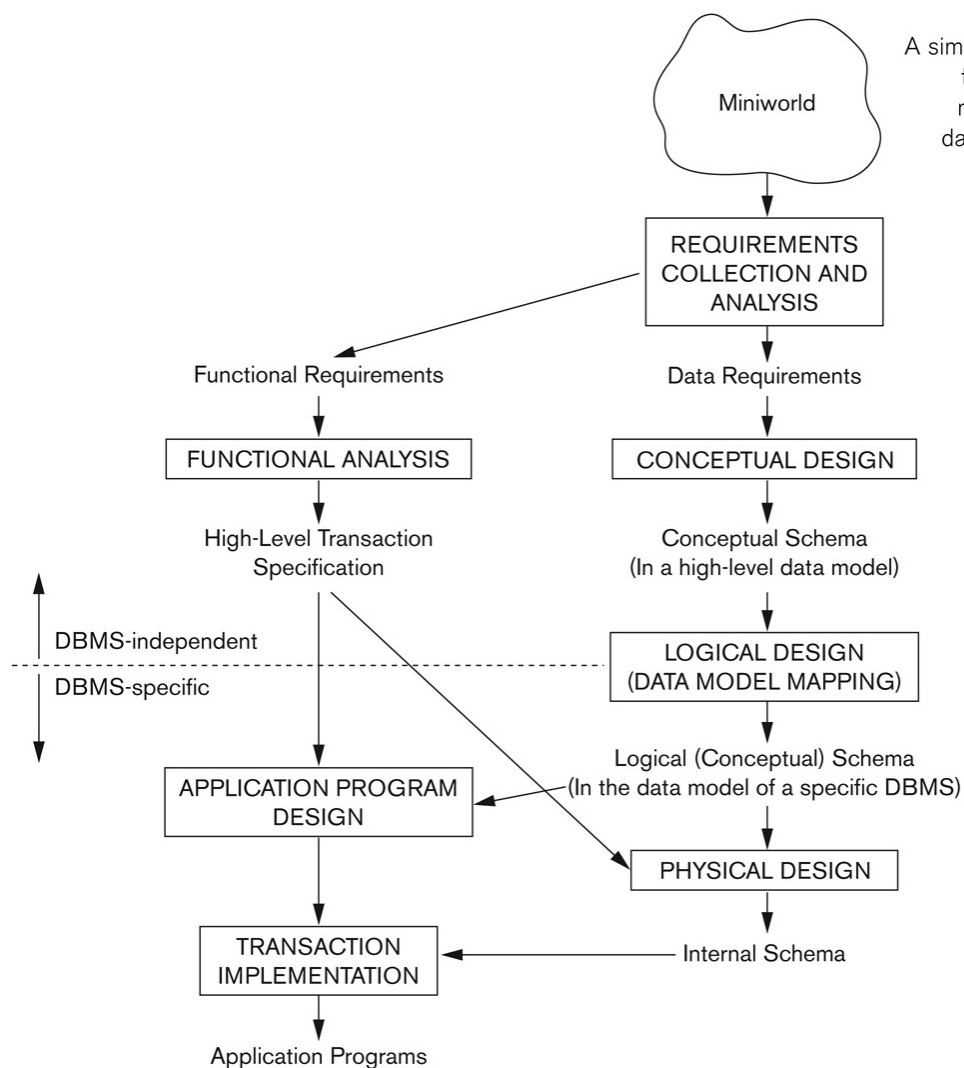 A sim
Miniworld
REQUIREMENTS
COLLECTION AND
ANALYSIS
Functional Requirements
Data Requirements
FUNCTIONAL ANALYSIS
CONCEPTUAL DESIGN
High-Level Transaction
Specification
Conceptual Schema
(In a high-level data model)
DBMS-independent
DBMS-specific
LOGICAL DESIGN
(DATA MODEL MAPPING)
Logical (Conceptual) Schema
(In the data model of a specific DBMS)
APPLICATION PROGRAM
DESIGN
PHYSICAL DESIGN
TRANSACTION
IMPLEMENTATION
Internal Schema
Application Programs